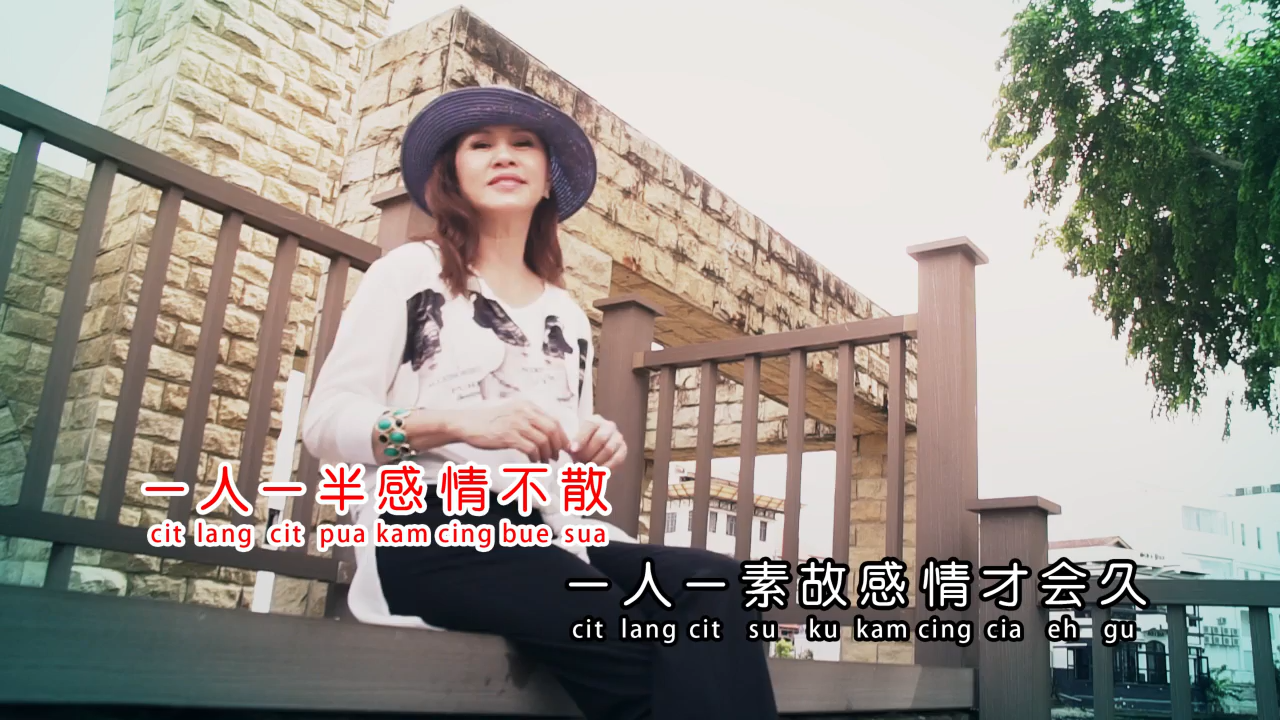 一人一半感情不散
cit lang cit pua kam cing bue sua
一人一素故感情才会久
cit lang cit su ku kam cing cia eh gu